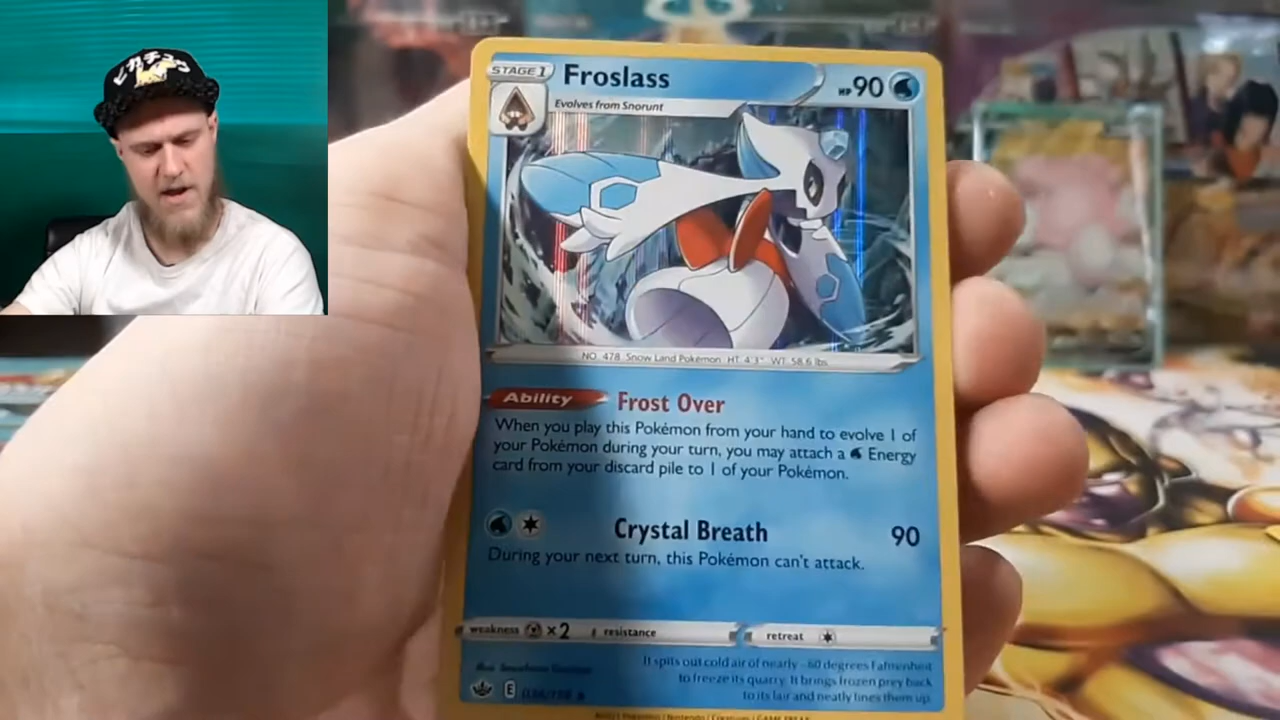 ピカチュウ
STAGE 1
Froslass
HP 90
Evolves from Snorunt
NO. 478 Snow Land Pokémon HT: 4'3" WT: 58.6 lbs
Ability Frost Over
When you play this Pokémon from your hand to evolve 1 of
your Pokémon during your turn, you may attach a Energy
card from your discard pile to 1 of your Pokémon.
Crystal Breath 90
During your next turn, this Pokémon can't attack.
weakness ×2 resistance retreat
It spits out cold air of nearly -60 degrees Fahrenheit
to freeze its quarry. It brings frozen prey back
to its lair and neatly lines them up.
E